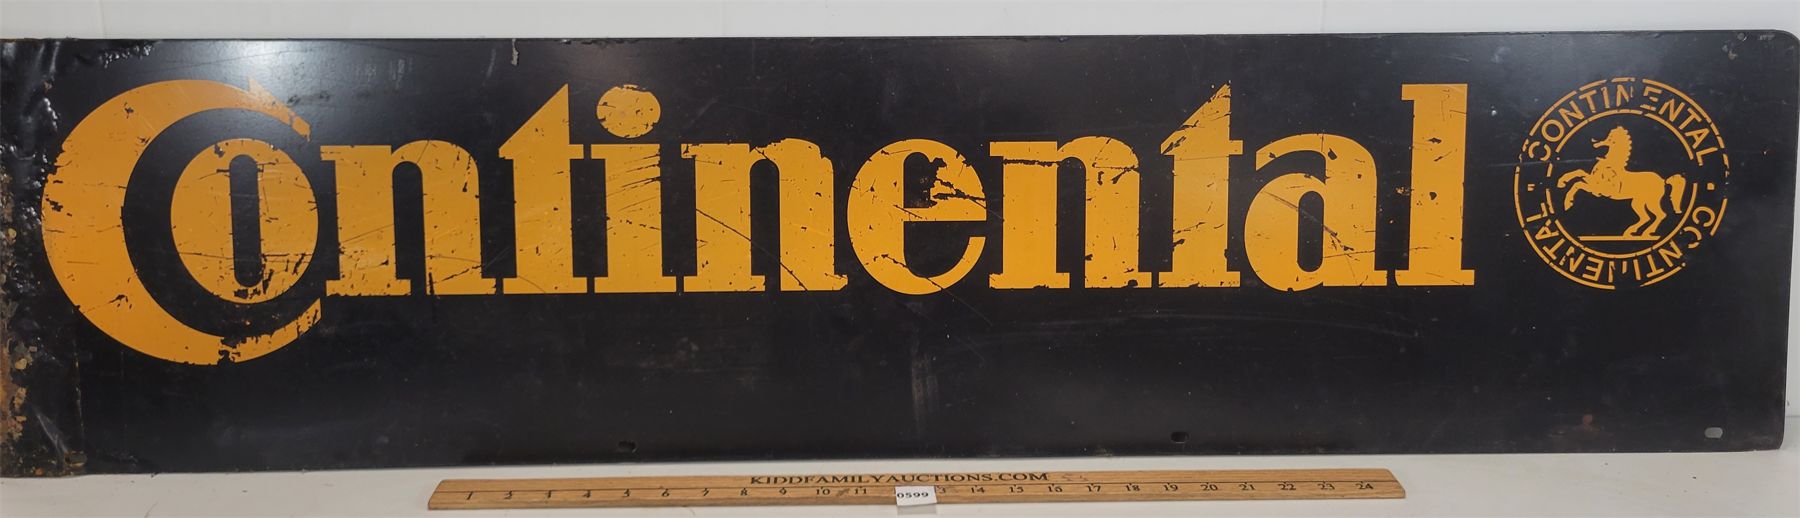 Continental
CONTINENTAL · CONTINENTAL ·
KIDDFAMILYAUCTIONS.COM
1 2 3 4 5 6 7 8 9 10 11 0599 3 14 15 16 17 18 19 20 21 22 23 24